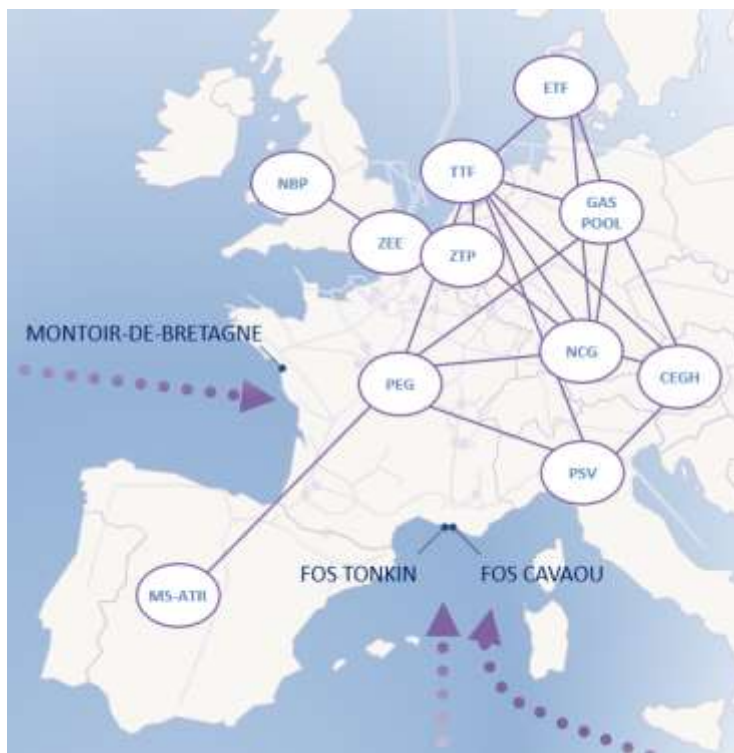 ETF
TTF
NBP
GAS
POOL
ZEE
ZTP
MONTOIR-DE-BRETAGNE
NCG
PEG
CEGH
PSV
FOS TONKIN
FOS CAVAOU
MS-ATR